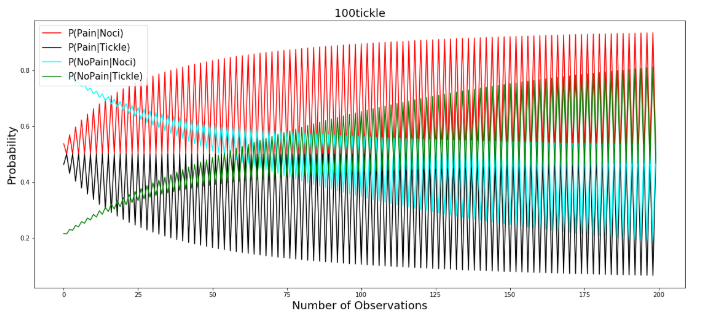 100tickle
P(Pain|Noci)
P(Pain|Tickle)
P(NoPain|Noci)
P(NoPain|Tickle)
Probability
0.8
0.6
0.4
0.2
0
25
50
75
100
125
150
175
200
Number of Observations